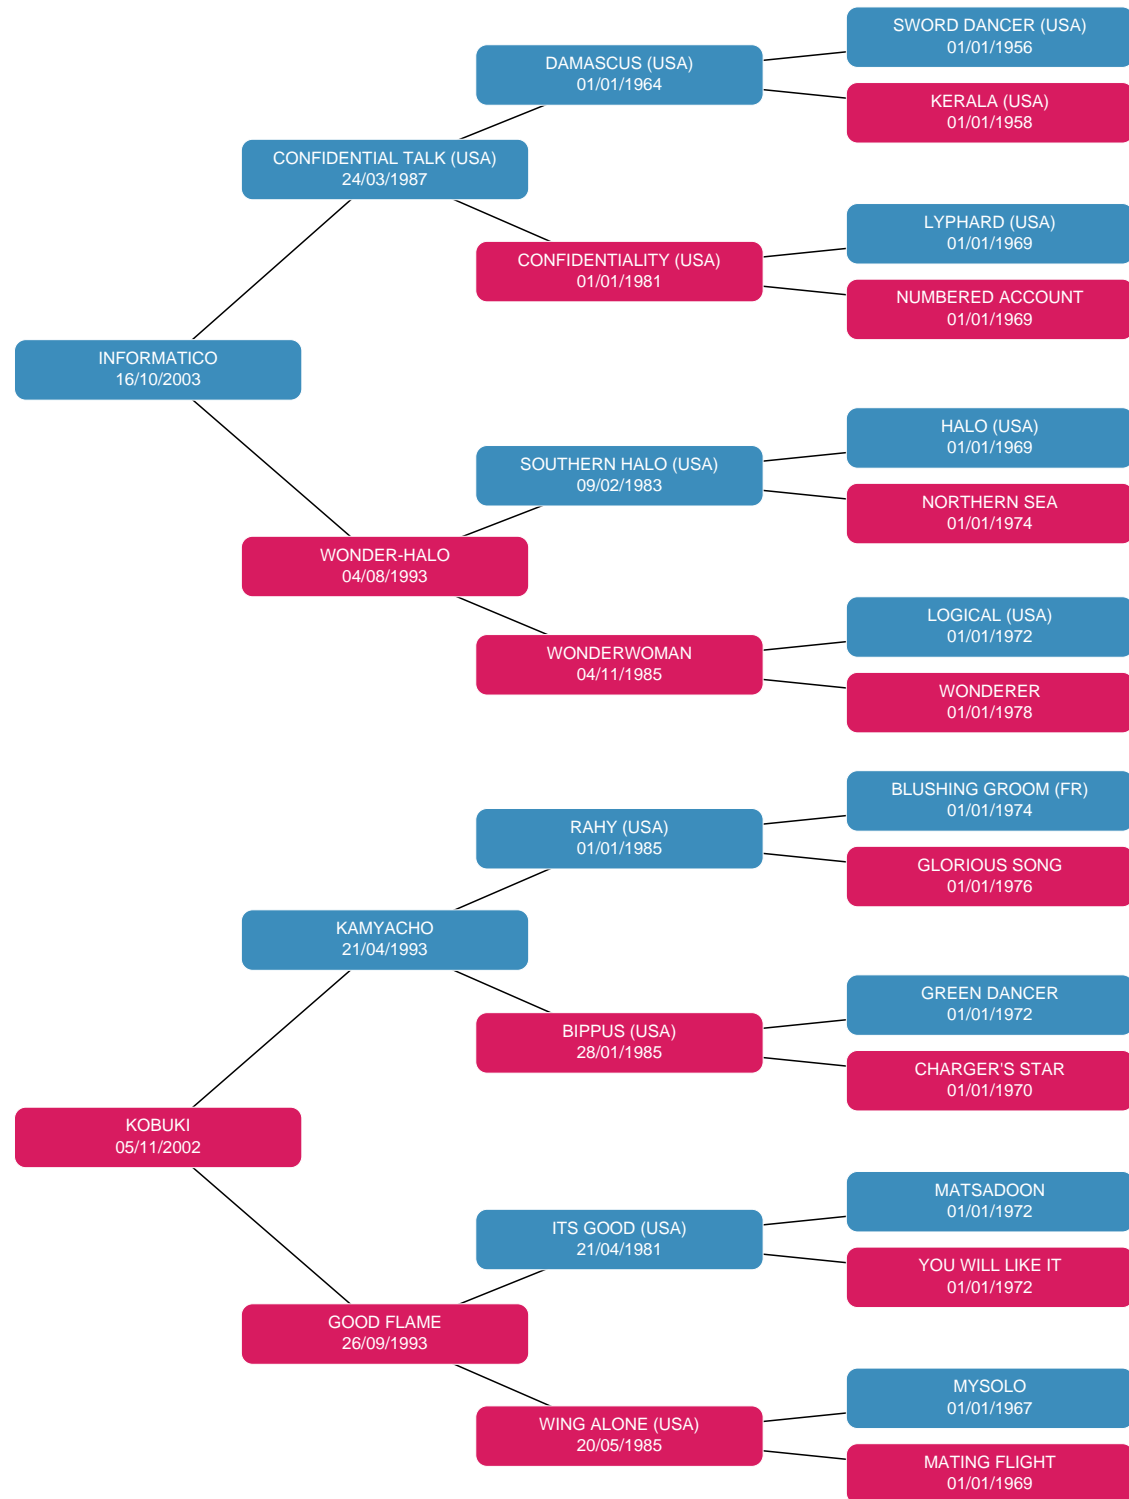 SWORD DANCER (USA)
01/01/1956
DAMASCUS (USA)
01/01/1964
KERALA (USA)
01/01/1958
CONFIDENTIAL TALK (USA)
24/03/1987
LYPHARD (USA)
01/01/1969
CONFIDENTIALITY (USA)
01/01/1981
NUMBERED ACCOUNT
01/01/1969
INFORMATICO
16/10/2003
HALO (USA)
01/01/1969
SOUTHERN HALO (USA)
09/02/1983
NORTHERN SEA
01/01/1974
WONDER-HALO
04/08/1993
LOGICAL (USA)
01/01/1972
WONDERWOMAN
04/11/1985
WONDERER
01/01/1978
BLUSHING GROOM (FR)
01/01/1974
RAHY (USA)
01/01/1985
GLORIOUS SONG
01/01/1976
KAMYACHO
21/04/1993
GREEN DANCER
01/01/1972
BIPPUS (USA)
28/01/1985
CHARGER'S STAR
01/01/1970
KOBUKI
05/11/2002
MATSADOON
01/01/1972
ITS GOOD (USA)
21/04/1981
YOU WILL LIKE IT
01/01/1972
GOOD FLAME
26/09/1993
MYSOLO
01/01/1967
WING ALONE (USA)
20/05/1985
MATING FLIGHT
01/01/1969